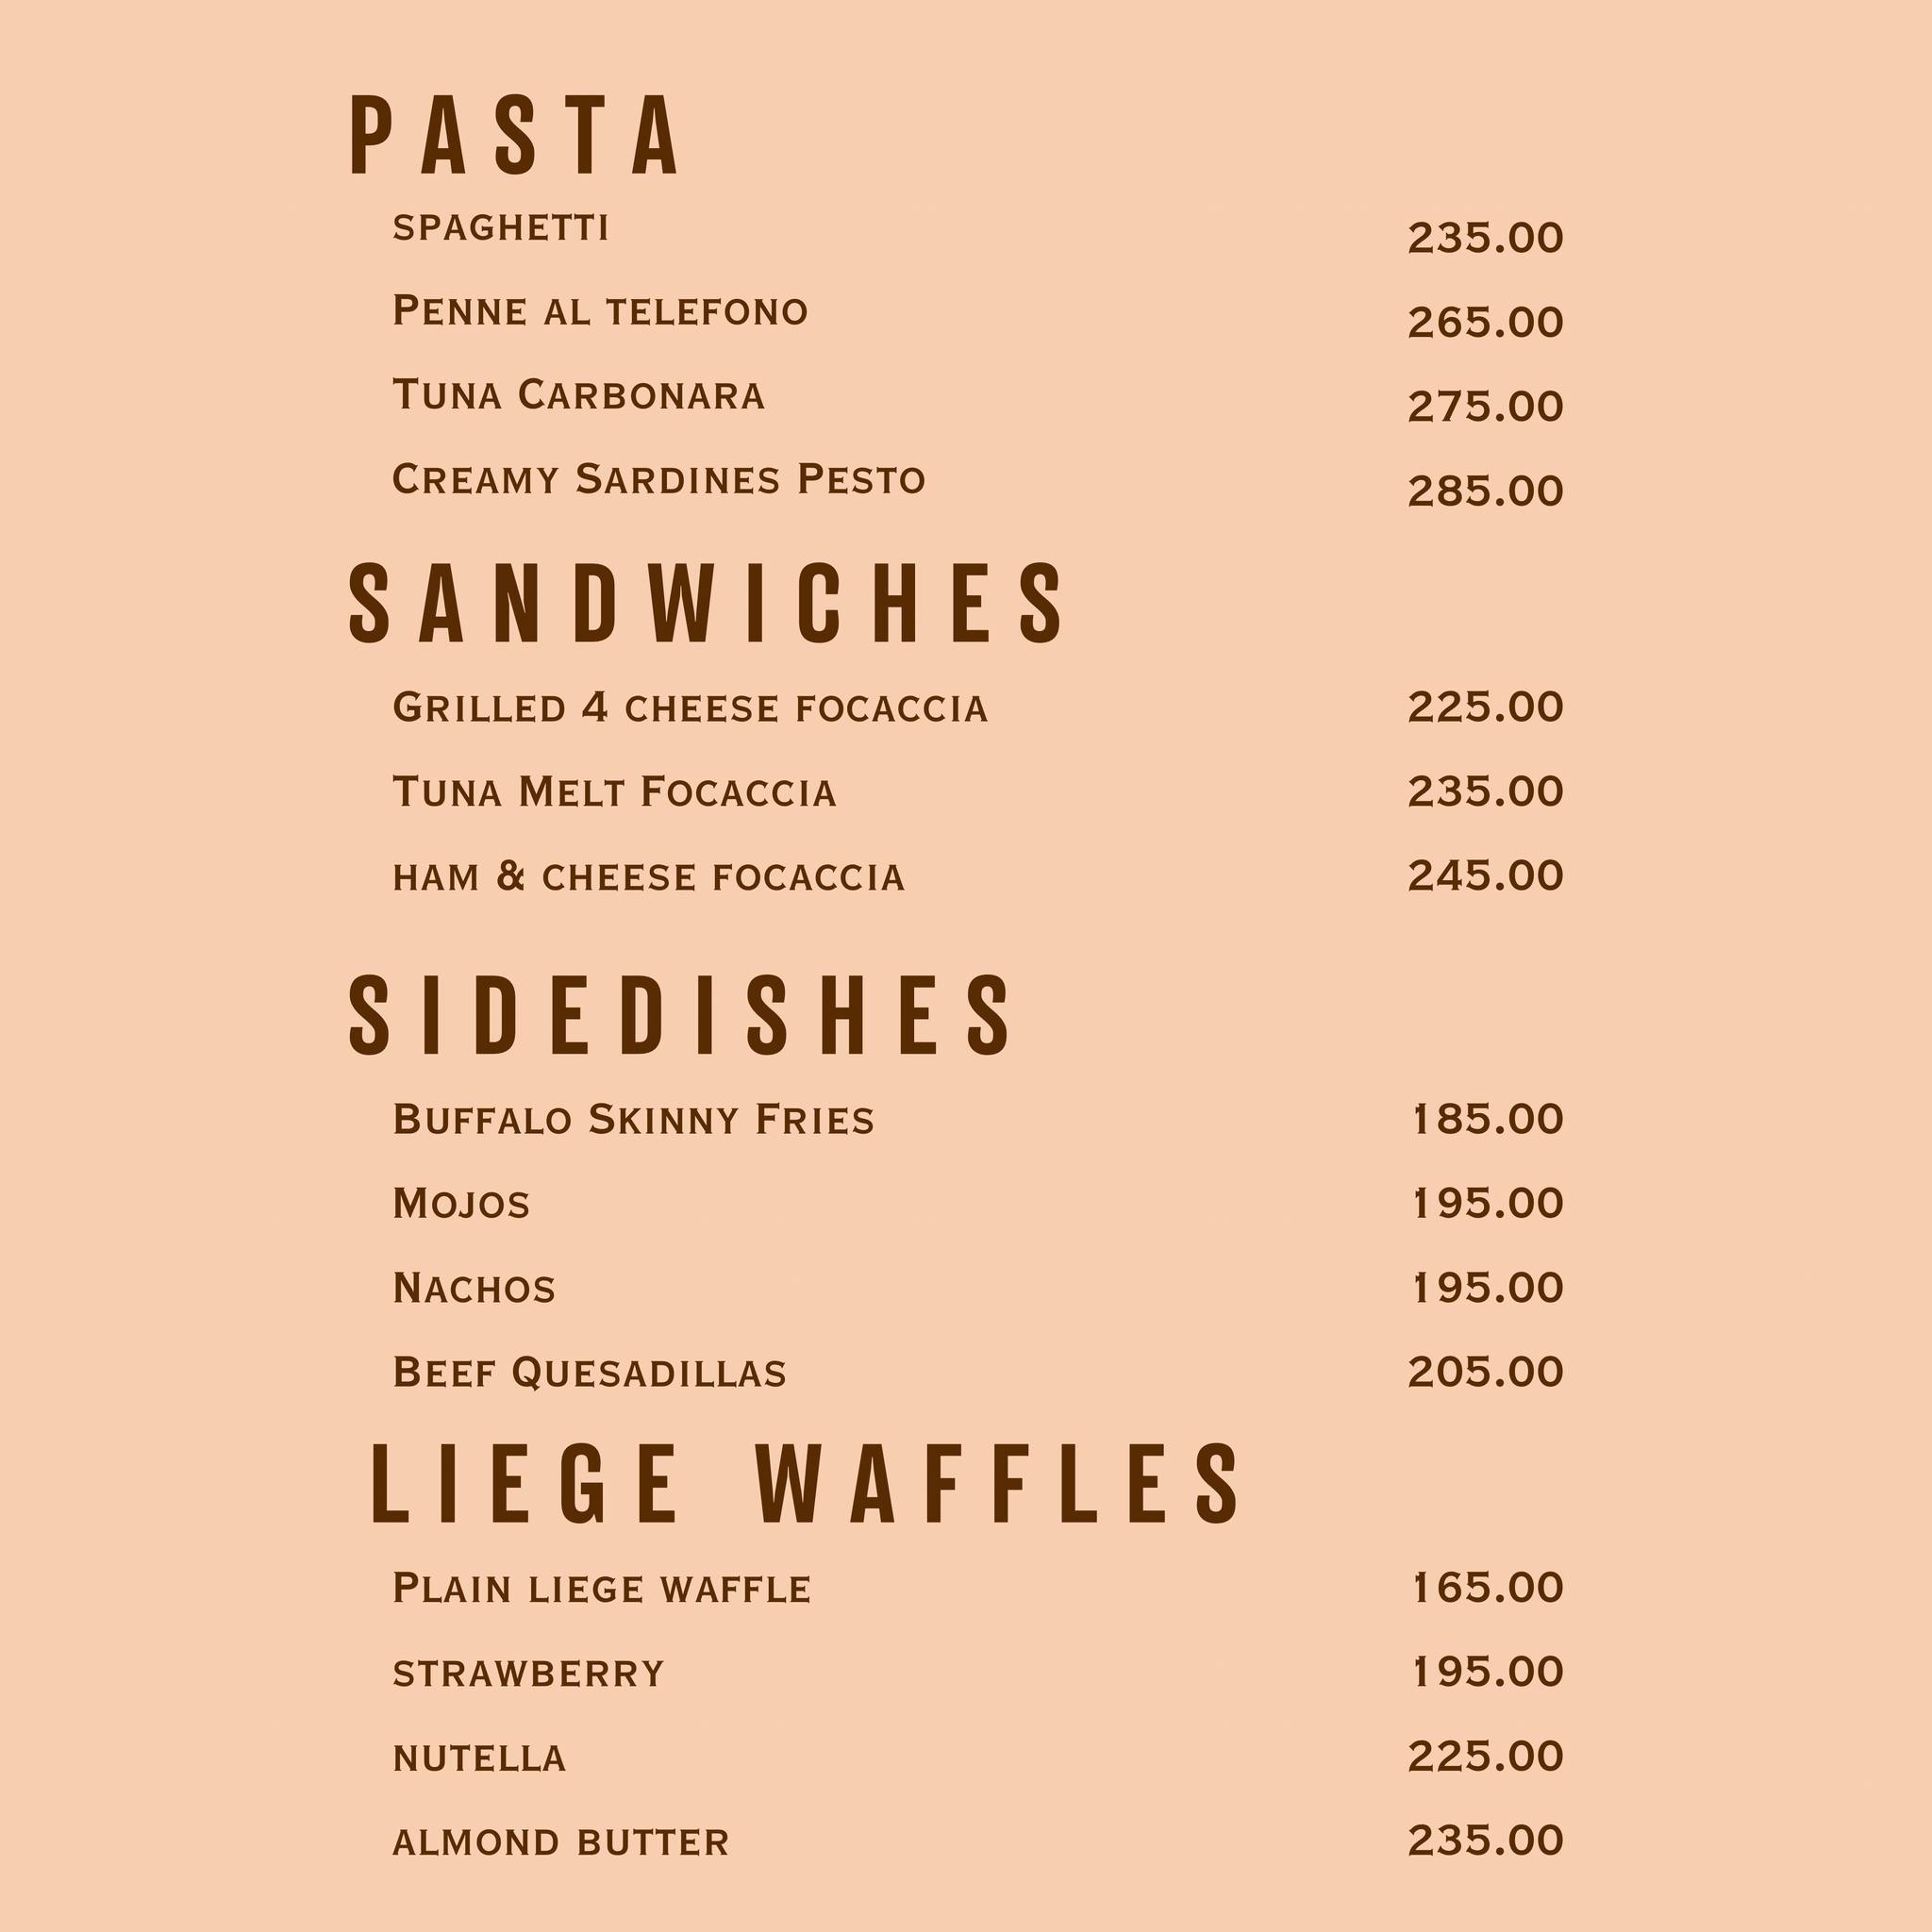 PASTA
SPAGHETTI 235.00
PENNE AL TELEFONO 265.00
TUNA CARBONARA 275.00
CREAMY SARDINES PESTO 285.00
SANDWICHES
GRILLED 4 CHEESE FOCACCIA 225.00
TUNA MELT FOCACCIA 235.00
HAM & CHEESE FOCACCIA 245.00
SIDEDISHES
BUFFALO SKINNY FRIES 185.00
MOJOS 195.00
NACHOS 195.00
BEEF QUESADILLAS 205.00
LIEGE WAFFLES
PLAIN LIEGE WAFFLE 165.00
STRAWBERRY 195.00
NUTELLA 225.00
ALMOND BUTTER 235.00